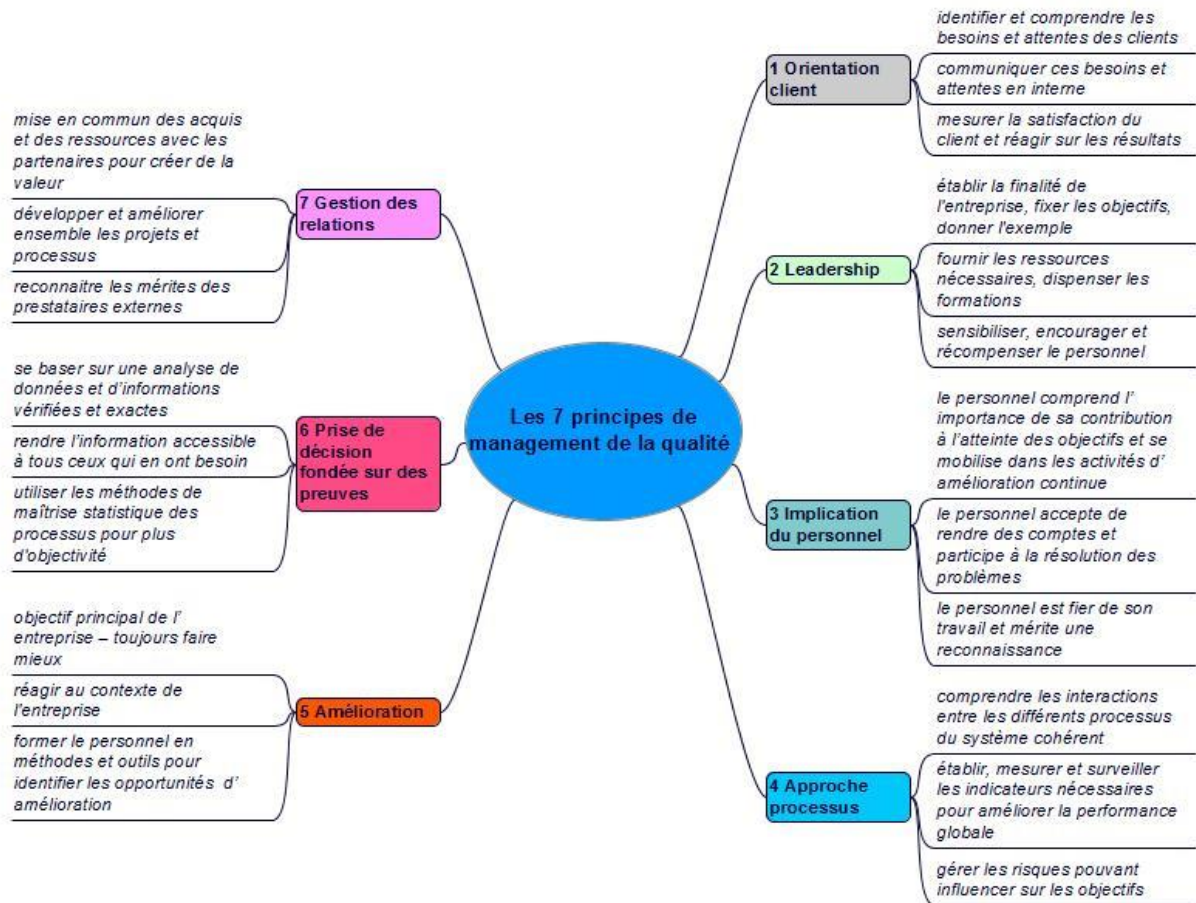 Les 7 principes de
management de la qualité
1 Orientation
client
identifier et comprendre les
besoins et attentes des clients
communiquer ces besoins et
attentes en interne
mesurer la satisfaction du
client et réagir sur les résultats
2 Leadership
établir la finalité de
l'entreprise, fixer les objectifs,
donner l'exemple
fournir les ressources
nécessaires, dispenser les
formations
sensibiliser, encourager et
récompenser le personnel
3 Implication
du personnel
le personnel comprend l’
importance de sa contribution
à l’atteinte des objectifs et se
mobilise dans les activités d’
amélioration continue
le personnel accepte de
rendre des comptes et
participe à la résolution des
problèmes
le personnel est fier de son
travail et mérite une
reconnaissance
4 Approche
processus
comprendre les interactions
entre les différents processus
du système cohérent
établir, mesurer et surveiller
les indicateurs nécessaires
pour améliorer la performance
globale
gérer les risques pouvant
influencer sur les objectifs
5 Amélioration
objectif principal de l’
entreprise – toujours faire
mieux
réagir au contexte de
l'entreprise
former le personnel en
méthodes et outils pour
identifier les opportunités d’
amélioration
6 Prise de
décision
fondée sur des
preuves
se baser sur une analyse de
données et d’informations
vérifiées et exactes
rendre l’information accessible
à tous ceux qui en ont besoin
utiliser les méthodes de
maîtrise statistique des
processus pour plus
d'objectivité
7 Gestion des
relations
mise en commun des acquis
et des ressources avec les
partenaires pour créer de la
valeur
développer et améliorer
ensemble les projets et
processus
reconnaitre les mérites des
prestataires externes